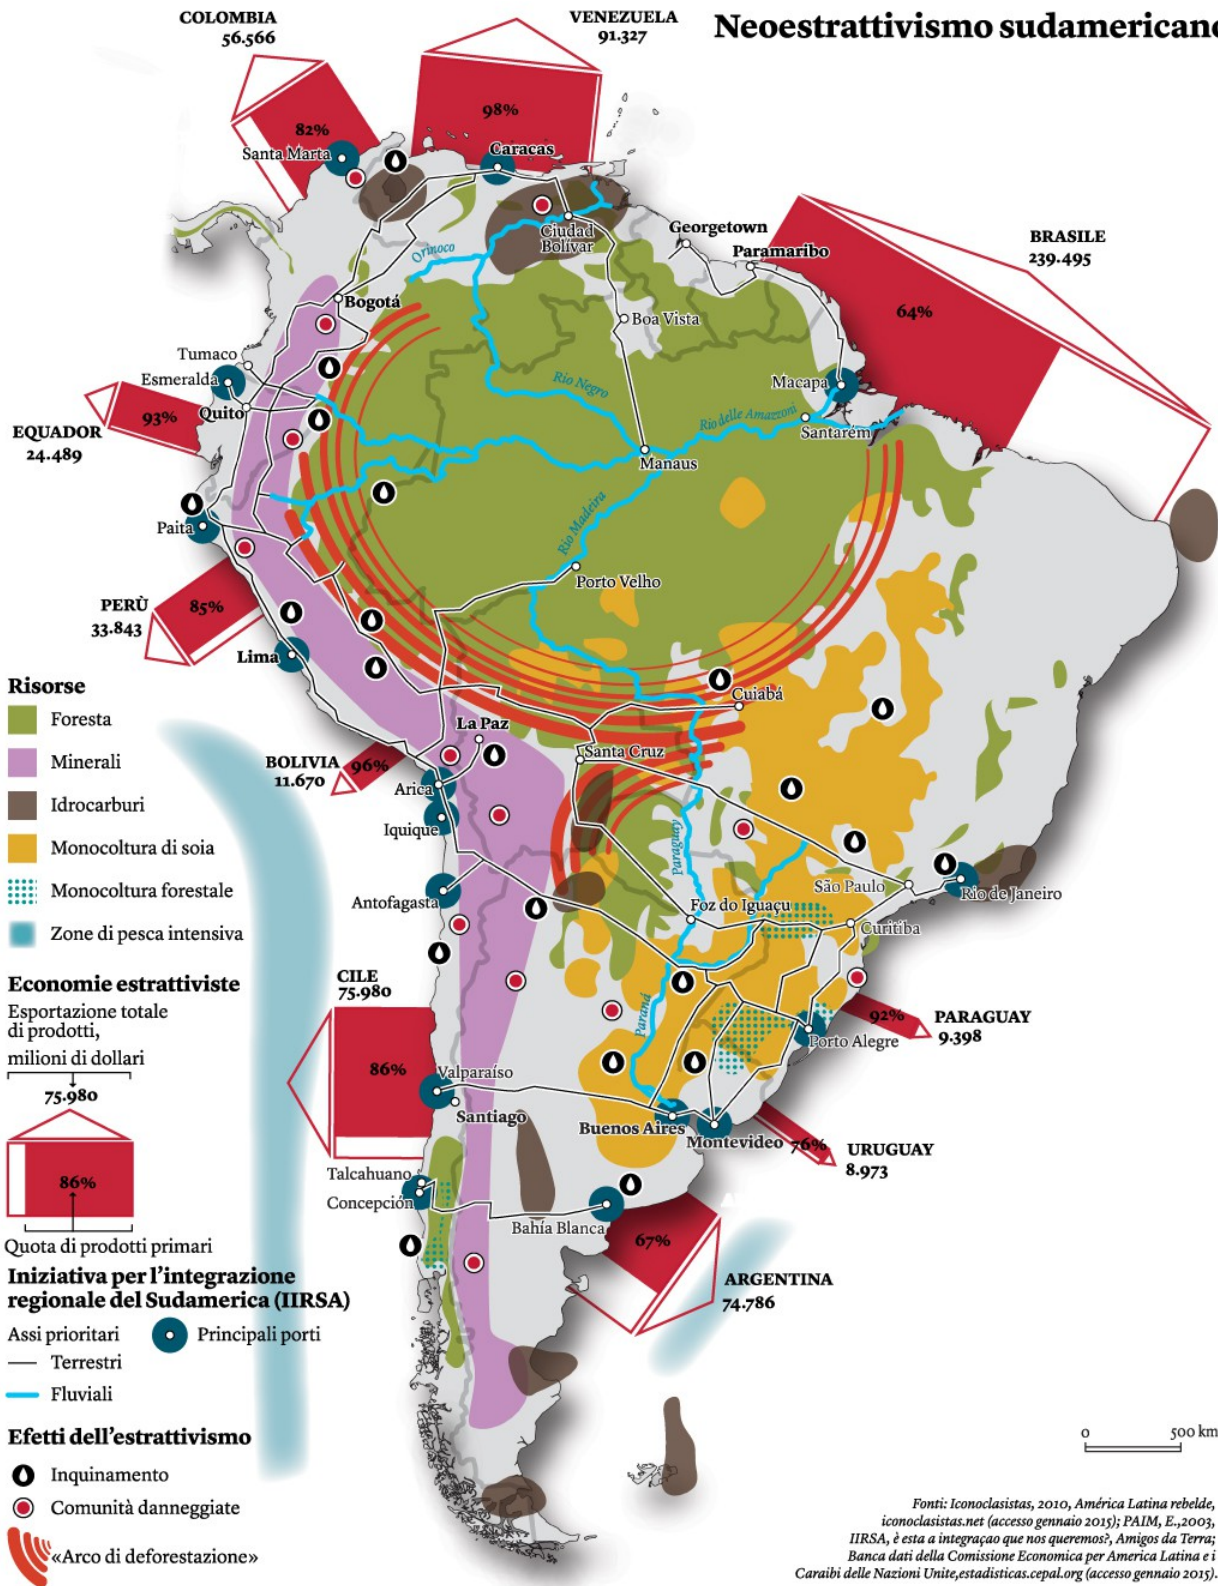 Neoestrattivismo sudamericano
COLOMBIA
56.566
VENEZUELA
91.327
98%
82%
Santa Marta
Caracas
Ciudad
Bolívar
Orinoco
Georgetown
Paramaribo
BRASILE
239.495
64%
Bogotá
Boa Vista
Tumaco
Esmeralda
Quito
93%
EQUADOR
24.489
Rio Negro
Macapa
Rio delle Amazzoni
Santarém
Manaus
Paita
Rio Madeira
Porto Velho
PERÙ
33.843
85%
Lima
Cuiabá
La Paz
Santa Cruz
BOLIVIA
11.670
96%
Arica
Iquique
Paraguay
Antofagasta
São Paulo
Rio de Janeiro
Foz do Iguaçu
Curitiba
CILE
75.980
86%
Paraná
92%
PARAGUAY
9.398
Porto Alegre
Valparaíso
Santiago
Buenos Aires
Montevideo
76%
URUGUAY
8.973
Talcahuano
Concepción
Bahía Blanca
67%
ARGENTINA
74.786
Risorse
Foresta
Minerali
Idrocarburi
Monocoltura di soia
Monocoltura forestale
Zone di pesca intensiva
Economie estrattiviste
Esportazione totale
di prodotti,
milioni di dollari
75.980
86%
Quota di prodotti primari
Iniziativa per l'integrazione
regionale del Sudamerica (IIRSA)
Assi prioritari
Principali porti
Terrestri
Fluviali
Efetti dell'estrattivismo
Inquinamento
Comunità danneggiate
«Arco di deforestazione»
0 500 km
Fonti: Iconoclasistas, 2010, América Latina rebelde,
iconoclasistas.net (accesso gennaio 2015); PAIM, E.,2003,
IIRSA, è esta a integraçao que nos queremos?, Amigos da Terra;
Banca dati della Comissione Economica per America Latina e i
Caraibi delle Nazioni Unite,estadisticas.cepal.org (accesso gennaio 2015).